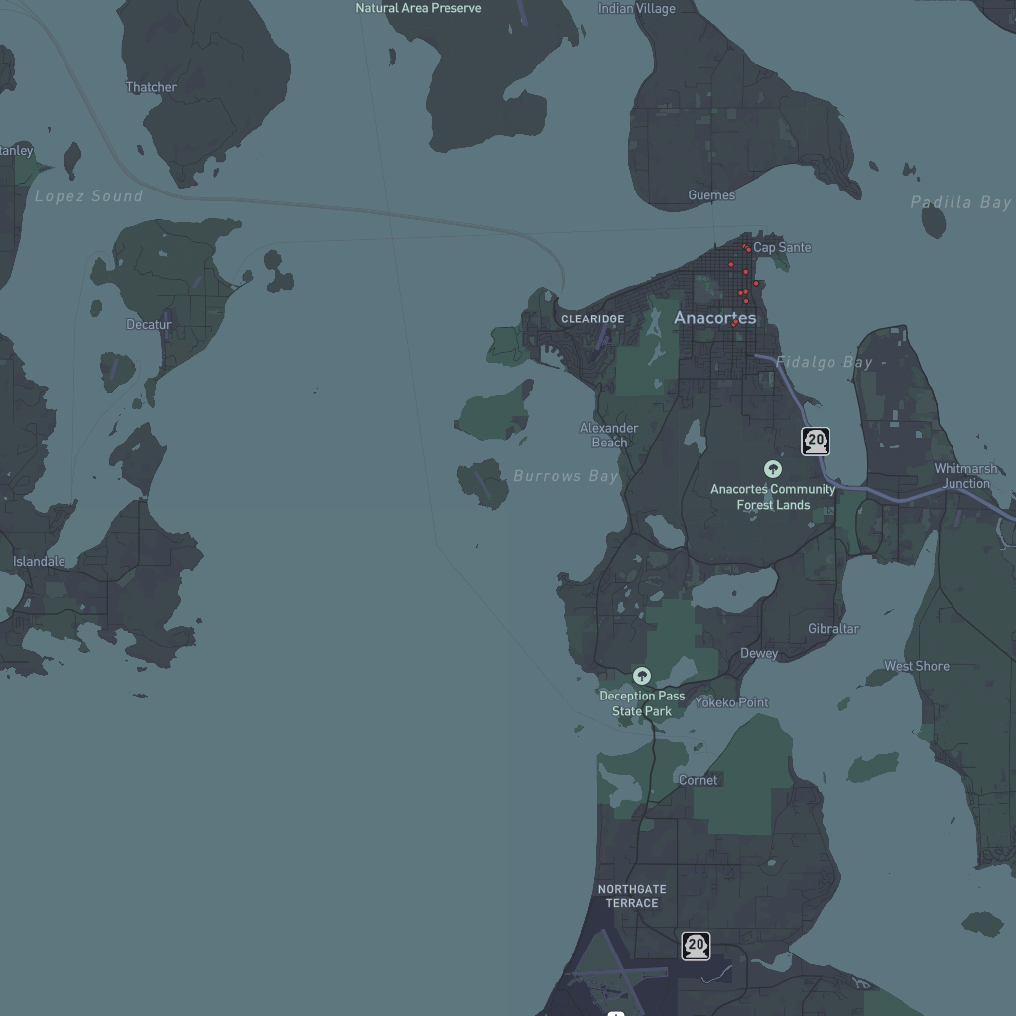 Natural Area Preserve
Indian Village
Thatcher
tanley
Lopez Sound
Guemes
Padilla Bay
Cap Sante
CLEARIDGE
Anacortes
Decatur
Fidalgo Bay
Alexander
Beach
20
Burrows Bay
Anacortes Community
Forest Lands
Whitmarsh
Junction
Islandale
Gibraltar
Dewey
West Shore
Deception Pass
State Park
Yokeko Point
Cornet
NORTHGATE
TERRACE
20